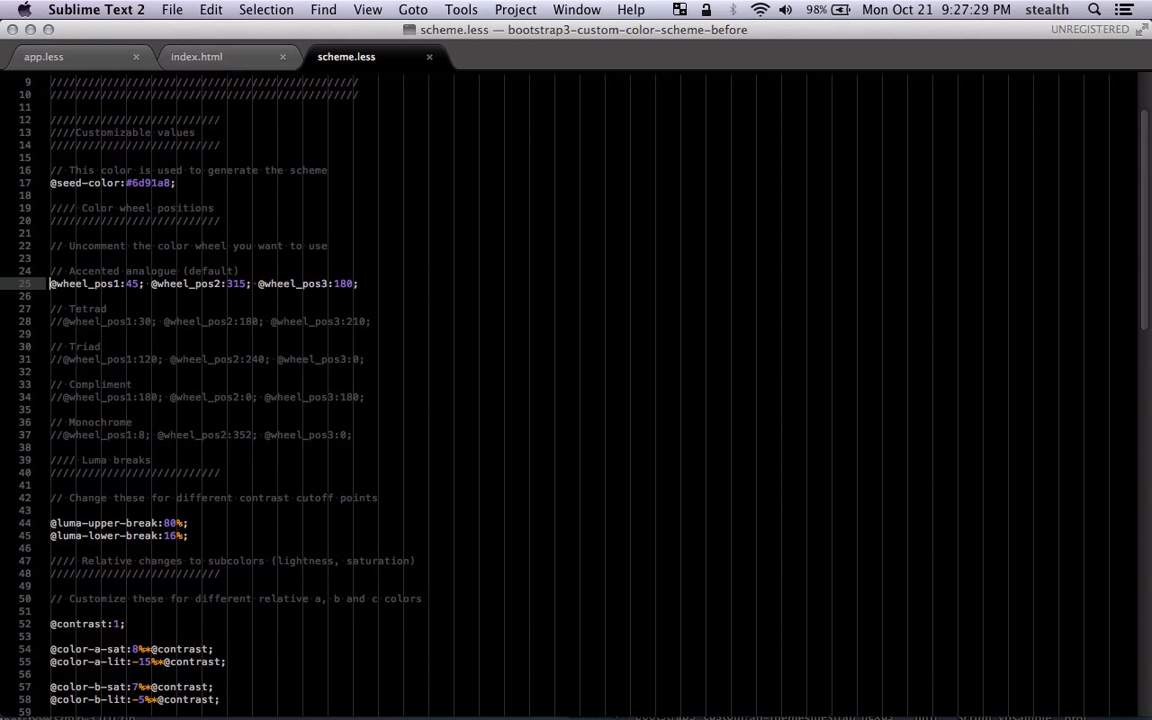 Sublime Text 2 File Edit Selection Find View Goto Tools Project Window Help 98% Mon Oct 21 9:27:29 PM stealth
scheme.less — bootstrap3-custom-color-scheme-before UNREGISTERED
app.less × index.html × scheme.less ×
9 /////////////////////////////////////////////////
10 /////////////////////////////////////////////////
11
12 ///////////////////////////
13 ////Customizable values
14 ///////////////////////////
15
16 // This color is used to generate the scheme
17 @seed-color:#6d91a8;
18
19 //// Color wheel positions
20 ///////////////////////////
21
22 // Uncomment the color wheel you want to use
23
24 // Accented analogue (default)
25 @wheel_pos1:45; @wheel_pos2:315; @wheel_pos3:180;
26
27 // Tetrad
28 //@wheel_pos1:30; @wheel_pos2:180; @wheel_pos3:210;
29
30 // Triad
31 //@wheel_pos1:120; @wheel_pos2:240; @wheel_pos3:0;
32
33 // Compliment
34 //@wheel_pos1:180; @wheel_pos2:0; @wheel_pos3:180;
35
36 // Monochrome
37 //@wheel_pos1:8; @wheel_pos2:352; @wheel_pos3:0;
38
39 //// Luma breaks
40 ///////////////////////////
41
42 // Change these for different contrast cutoff points
43
44 @luma-upper-break:80%;
45 @luma-lower-break:16%;
46
47 //// Relative changes to subcolors (lightness, saturation)
48 ///////////////////////////
49
50 // Customize these for different relative a, b and c colors
51
52 @contrast:1;
53
54 @color-a-sat:8%*@contrast;
55 @color-a-lit:-15%*@contrast;
56
57 @color-b-sat:7%*@contrast;
58 @color-b-lit:-5%*@contrast;
59